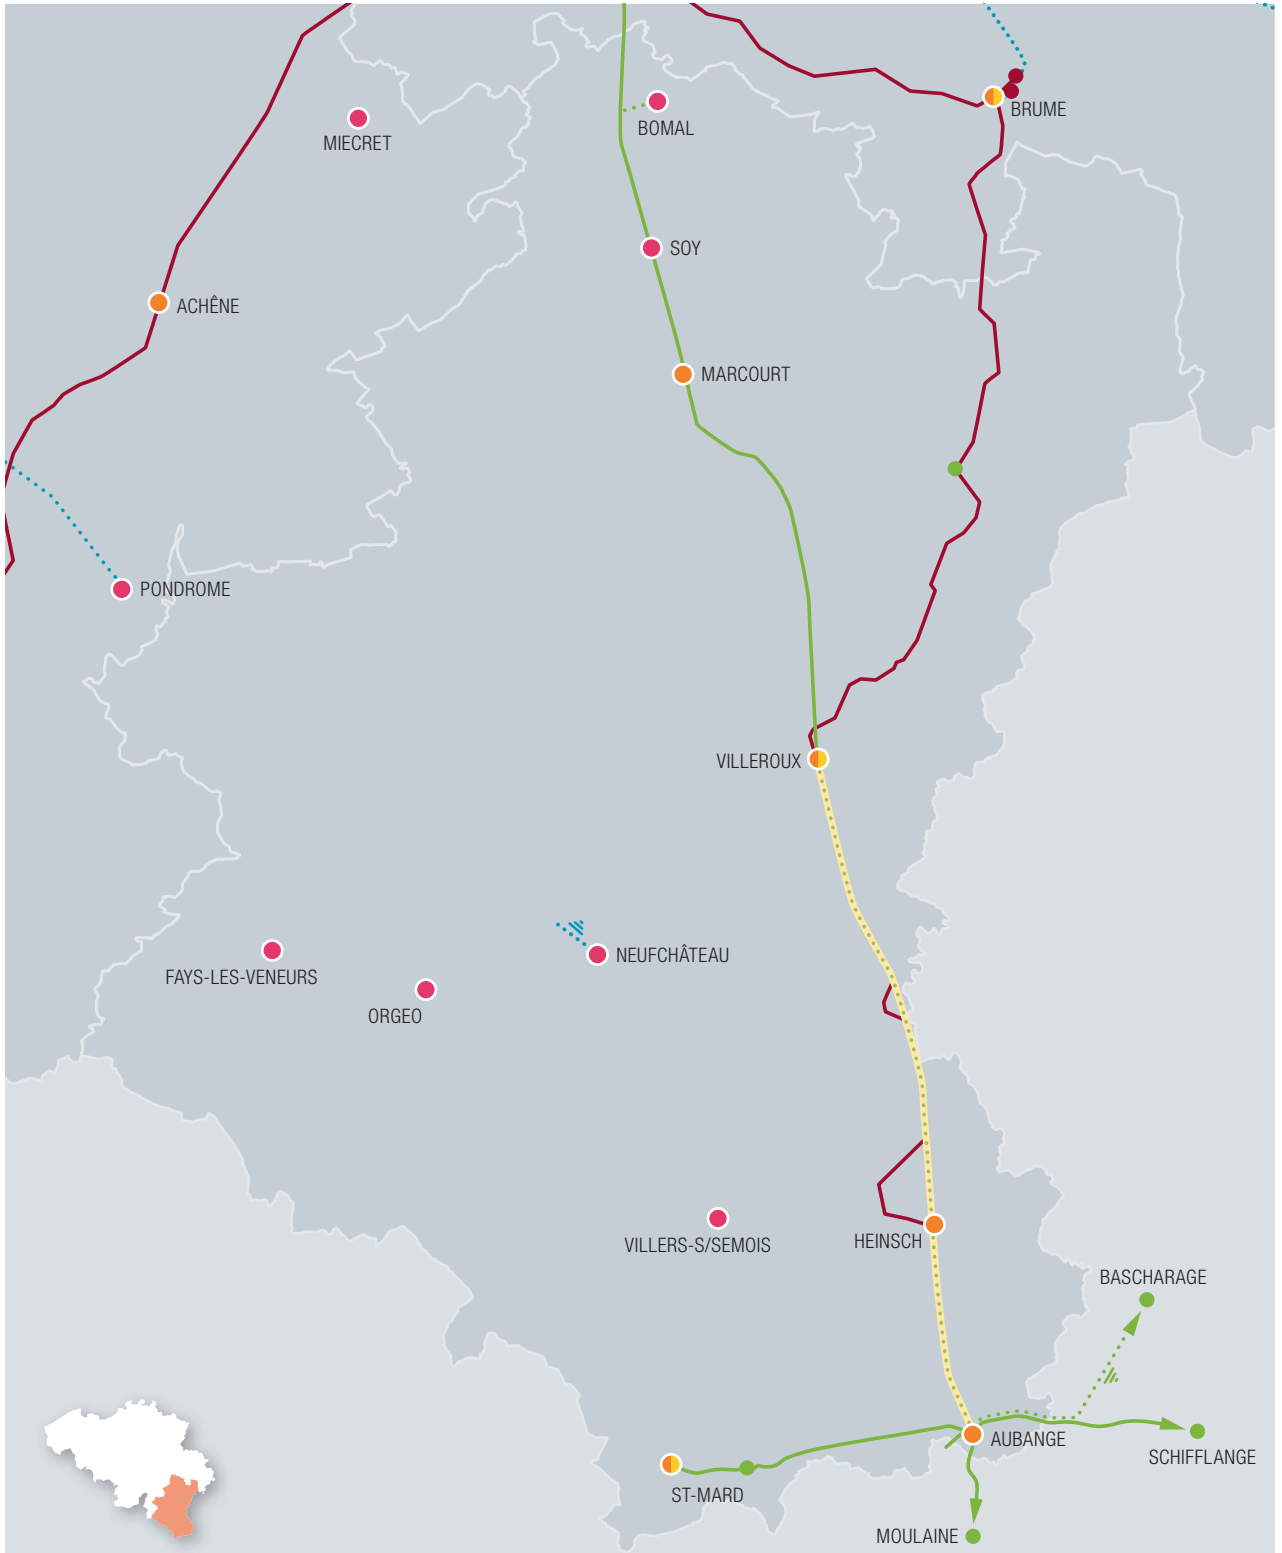 BRUME
BOMAL
MIECRET
SOY
ACHÊNE
MARCOURT
PONDROME
VILLEROUX
NEUFCHÂTEAU
FAYS-LES-VENEURS
ORGEO
HEINSCH
VILLERS-S/SEMOIS
BASCHARAGE
AUBANGE
SCHIFFLANGE
ST-MARD
MOULAINE